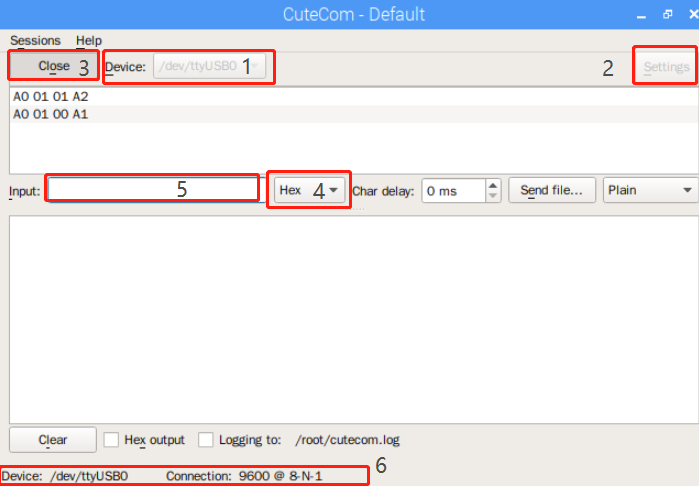 CuteCom - Default
Sessions Help
Close 3 Device: /dev/ttyUSB0 1 2 Settings
A0 01 01 A2
A0 01 00 A1
Input: 5 Hex 4 Char delay: 0 ms Send file... Plain
Clear Hex output Logging to: /root/cutecom.log
Device: /dev/ttyUSB0 Connection: 9600 @ 8-N-1 6